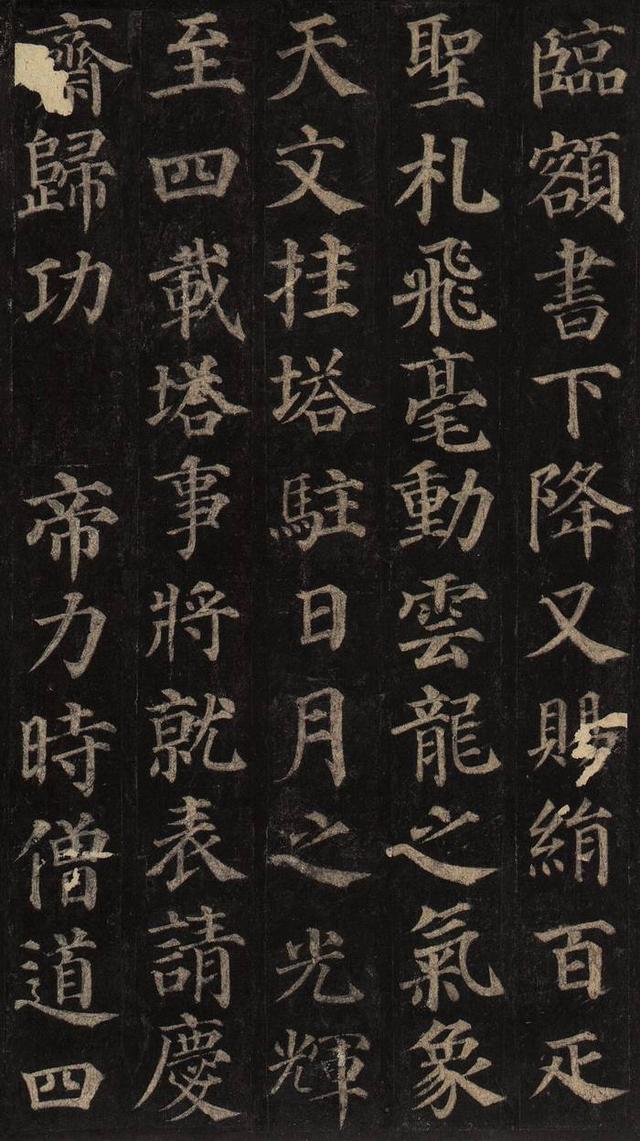 臨額書下降又賜絹百疋
聖札飛毫動雲龍之氣象
天文挂塔駐日月之光輝
至四載塔事將就表請慶
齋歸功 帝力時僧道四